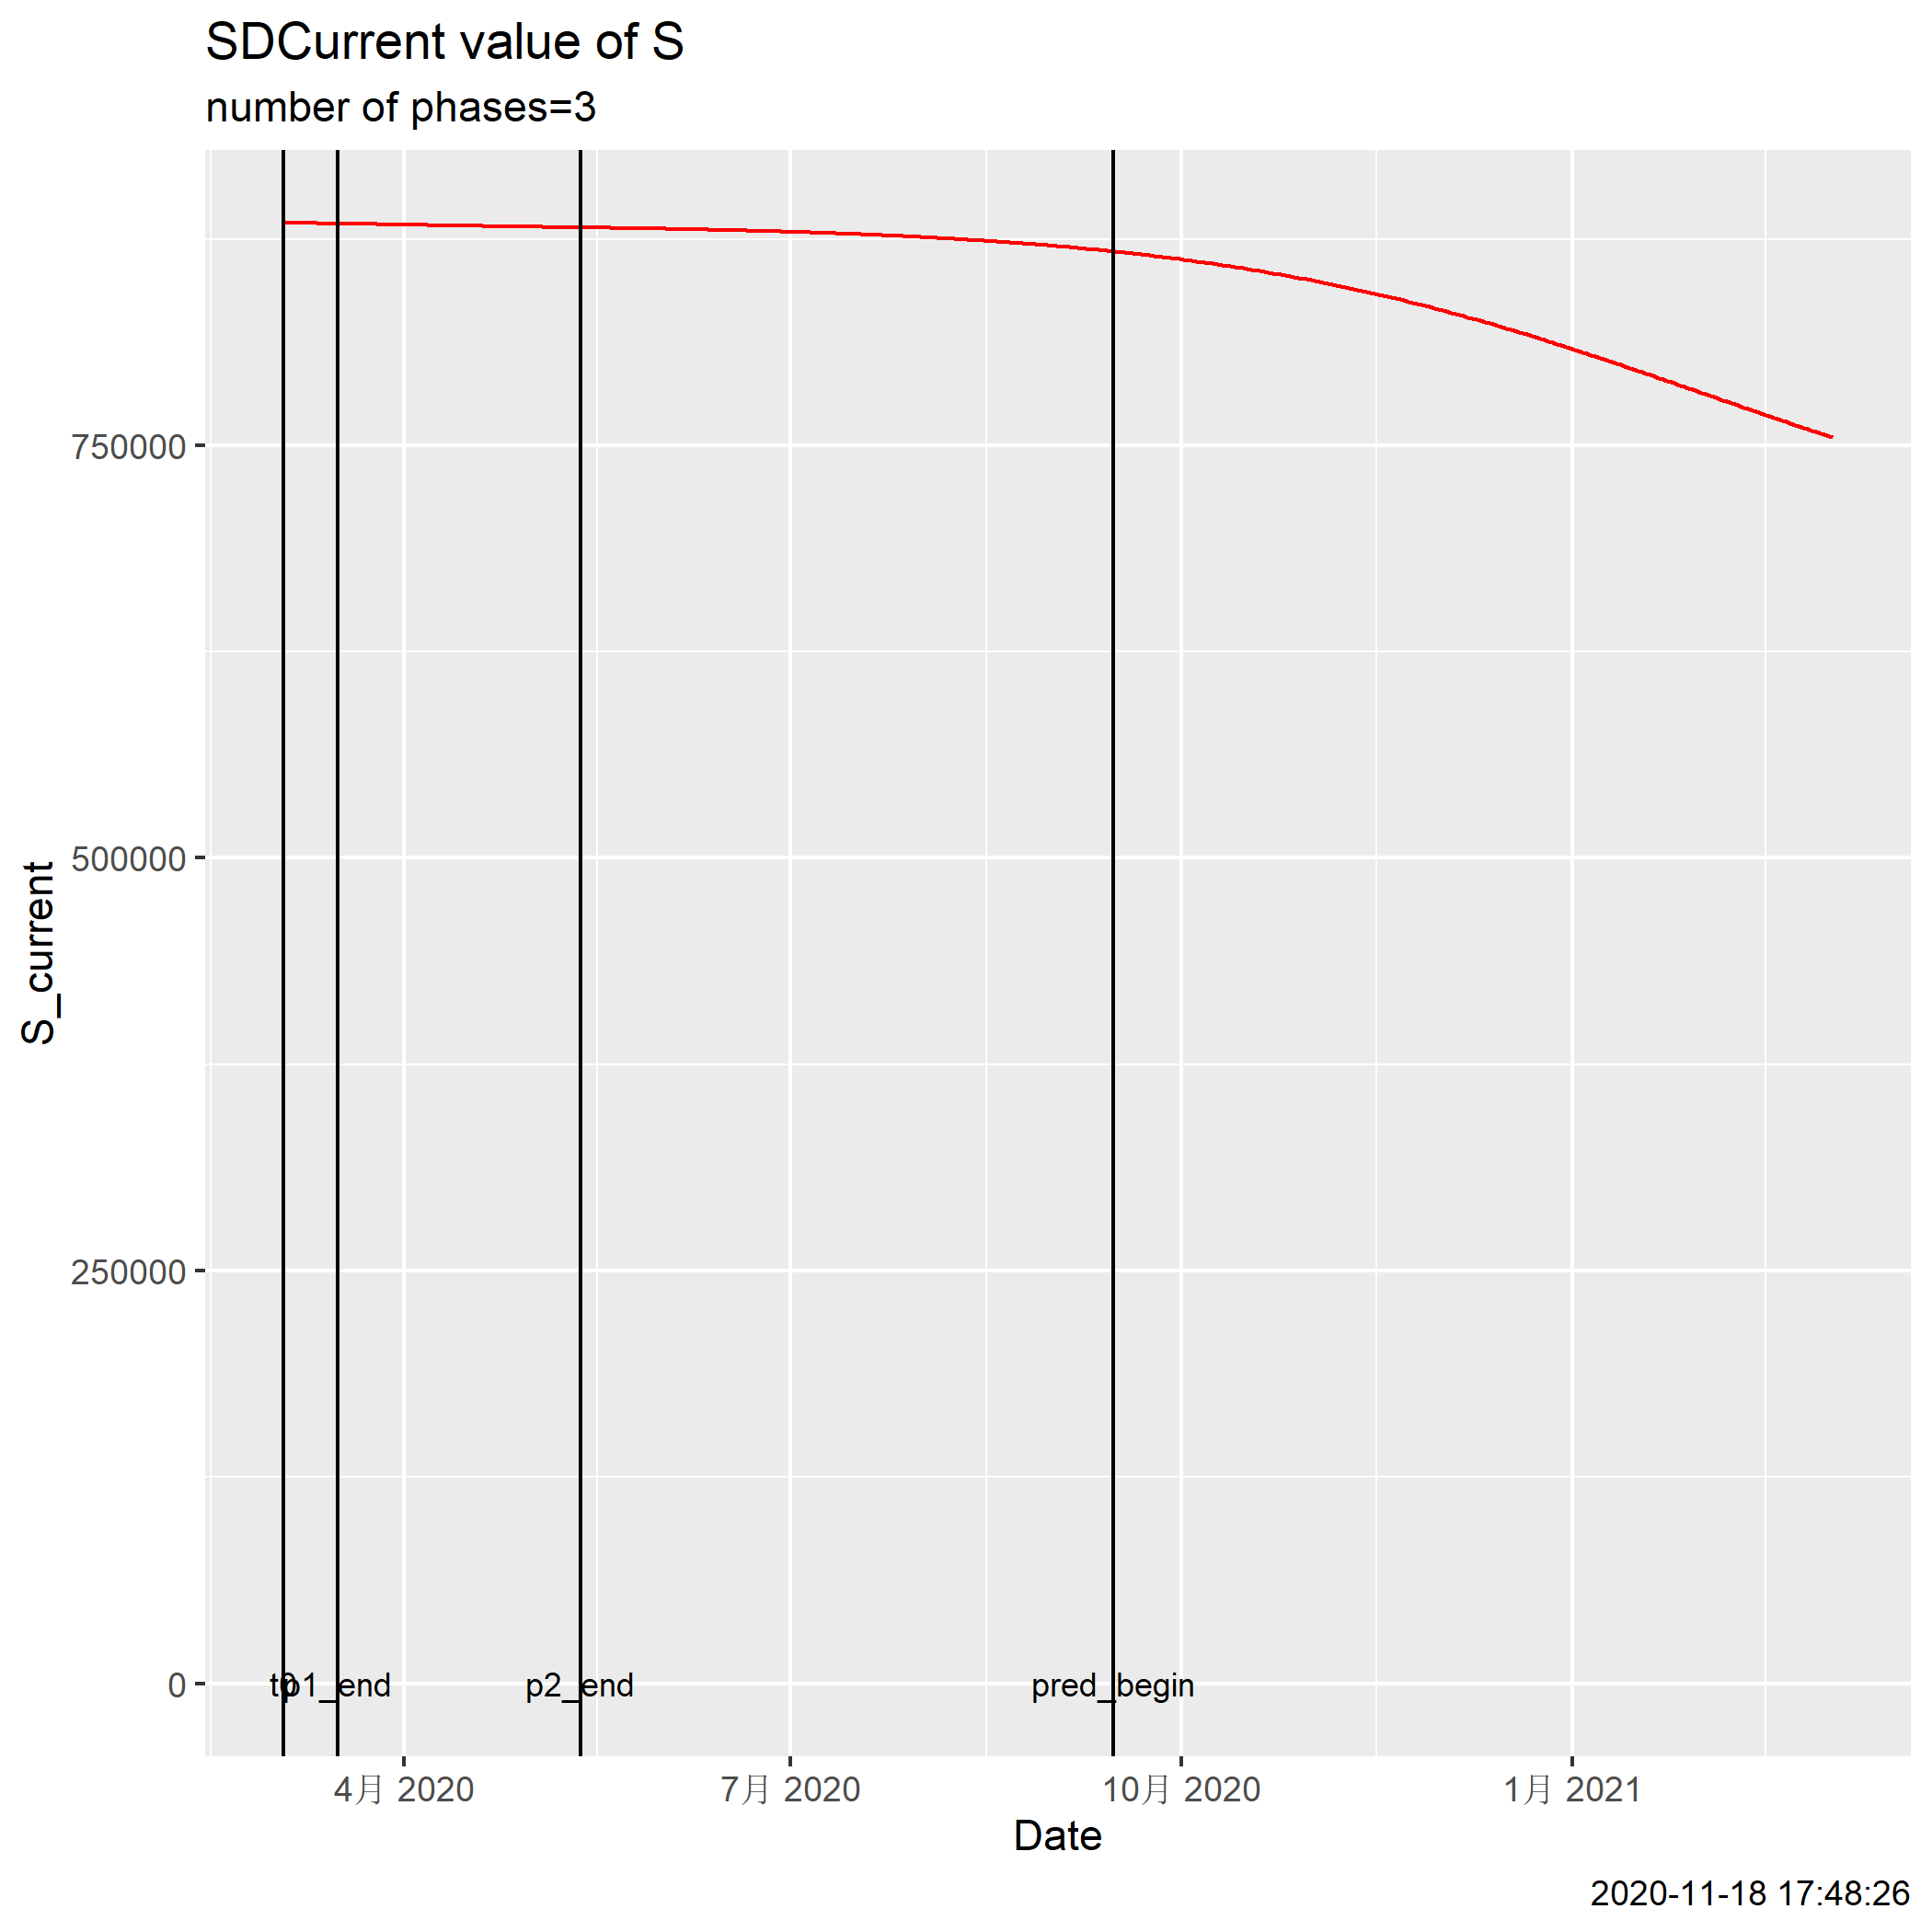 SDCurrent value of S
number of phases=3
S_current
750000
500000
250000
0
t0 p1_end p2_end pred_begin
4月 2020 7月 2020 10月 2020 1月 2021
Date
2020-11-18 17:48:26